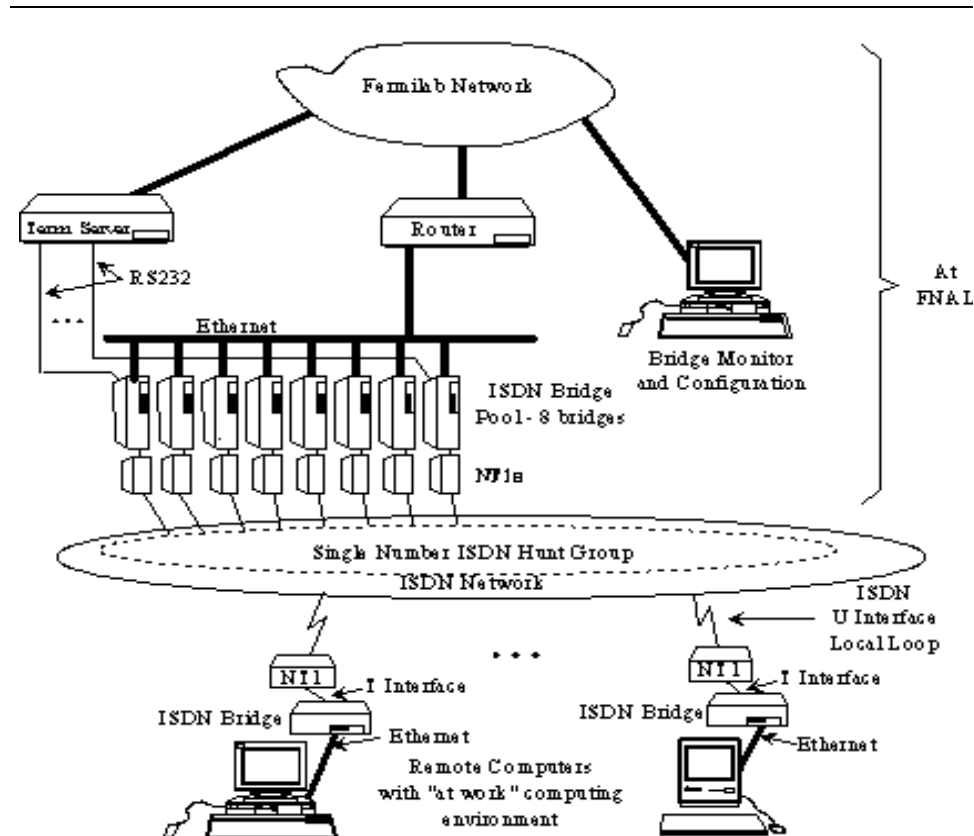 Fermilab Network
Term Server
Router
RS232
At
FNAL
Ethernet
Bridge Monitor
and Configuration
ISDN Bridge
Pool - 8 bridges
NT1s
Single Number ISDN Hunt Group
ISDN Network
ISDN
U Interface
Local Loop
NT1
T Interface
NT1
T Interface
ISDN Bridge
ISDN Bridge
Ethernet
Ethernet
Remote Computers
with "at work" computing
environment